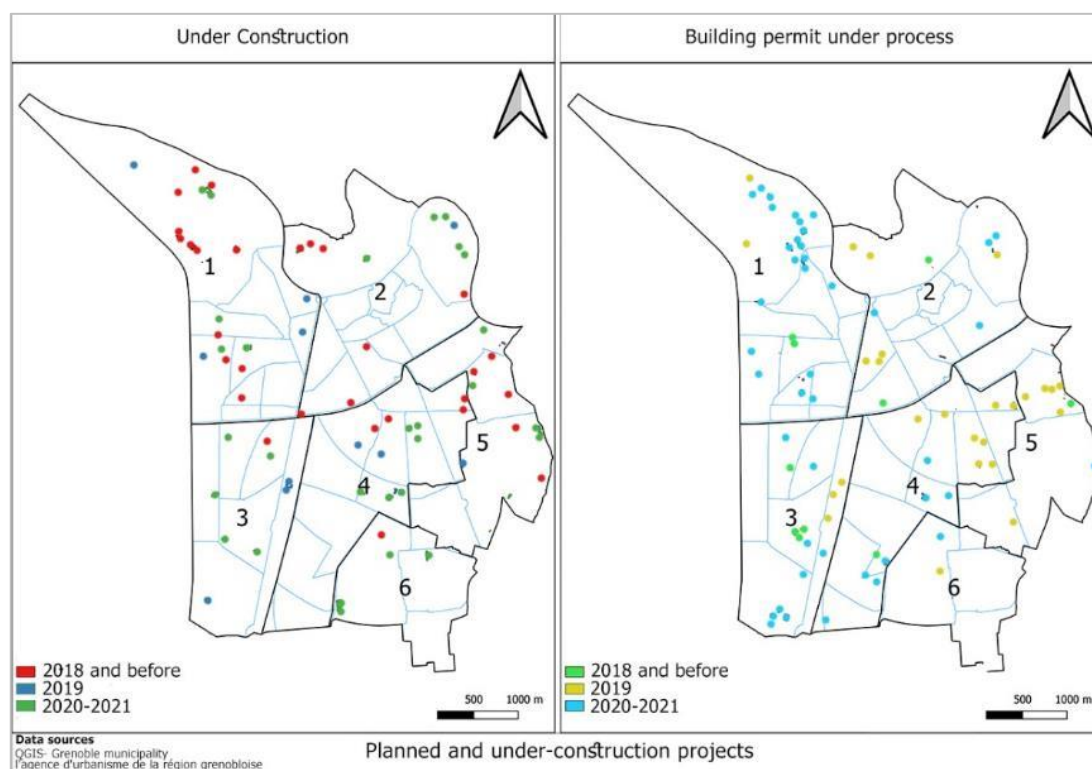 Under Construction
Building permit under process
1
2
3
4
5
6
1
2
3
4
5
6
2018 and before
2019
2020-2021
500 1000 m
2018 and before
2019
2020-2021
500 1000 m
Data sources
QGIS- Grenoble municipality
l'agence d'urbanisme de la région grenobloise
Planned and under-construction projects